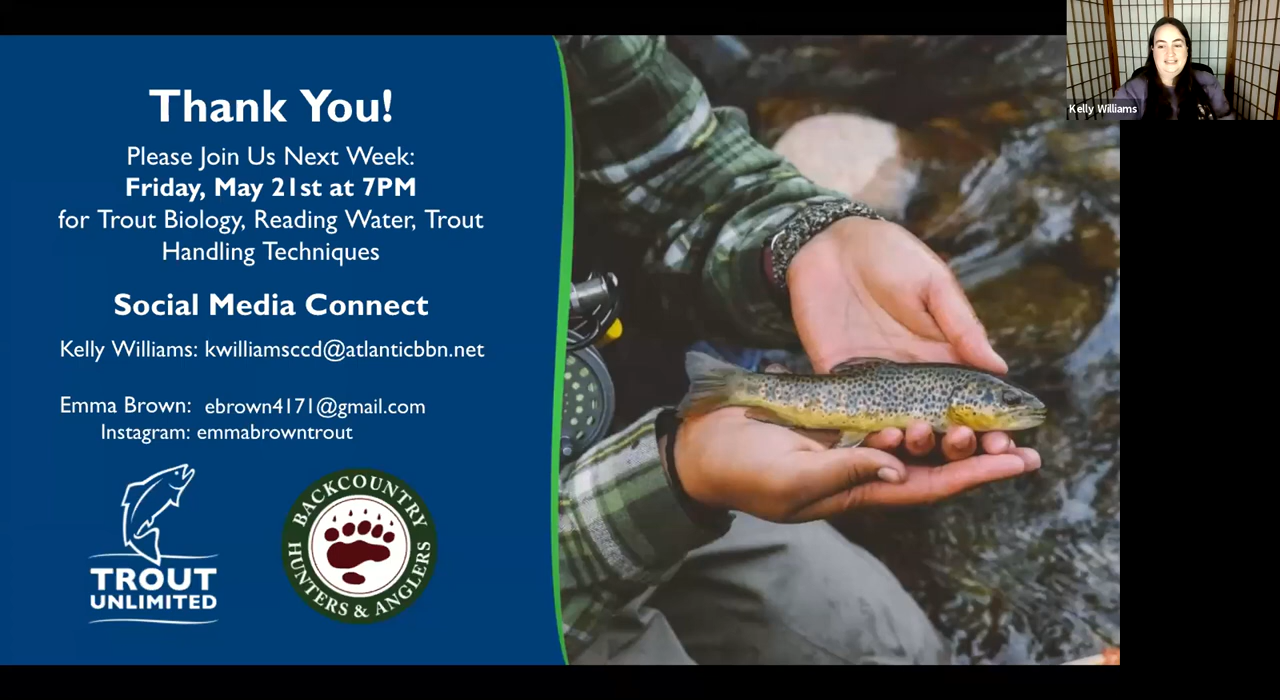 Thank You!
Please Join Us Next Week:
Friday, May 21st at 7PM
for Trout Biology, Reading Water, Trout
Handling Techniques
Social Media Connect
Kelly Williams: kwilliamsccd@atlanticbbn.net
Emma Brown: ebrown4171@gmail.com
Instagram: emmabrowntrout
TROUT
UNLIMITED
BACKCOUNTRY
HUNTERS & ANGLERS
Kelly Williams